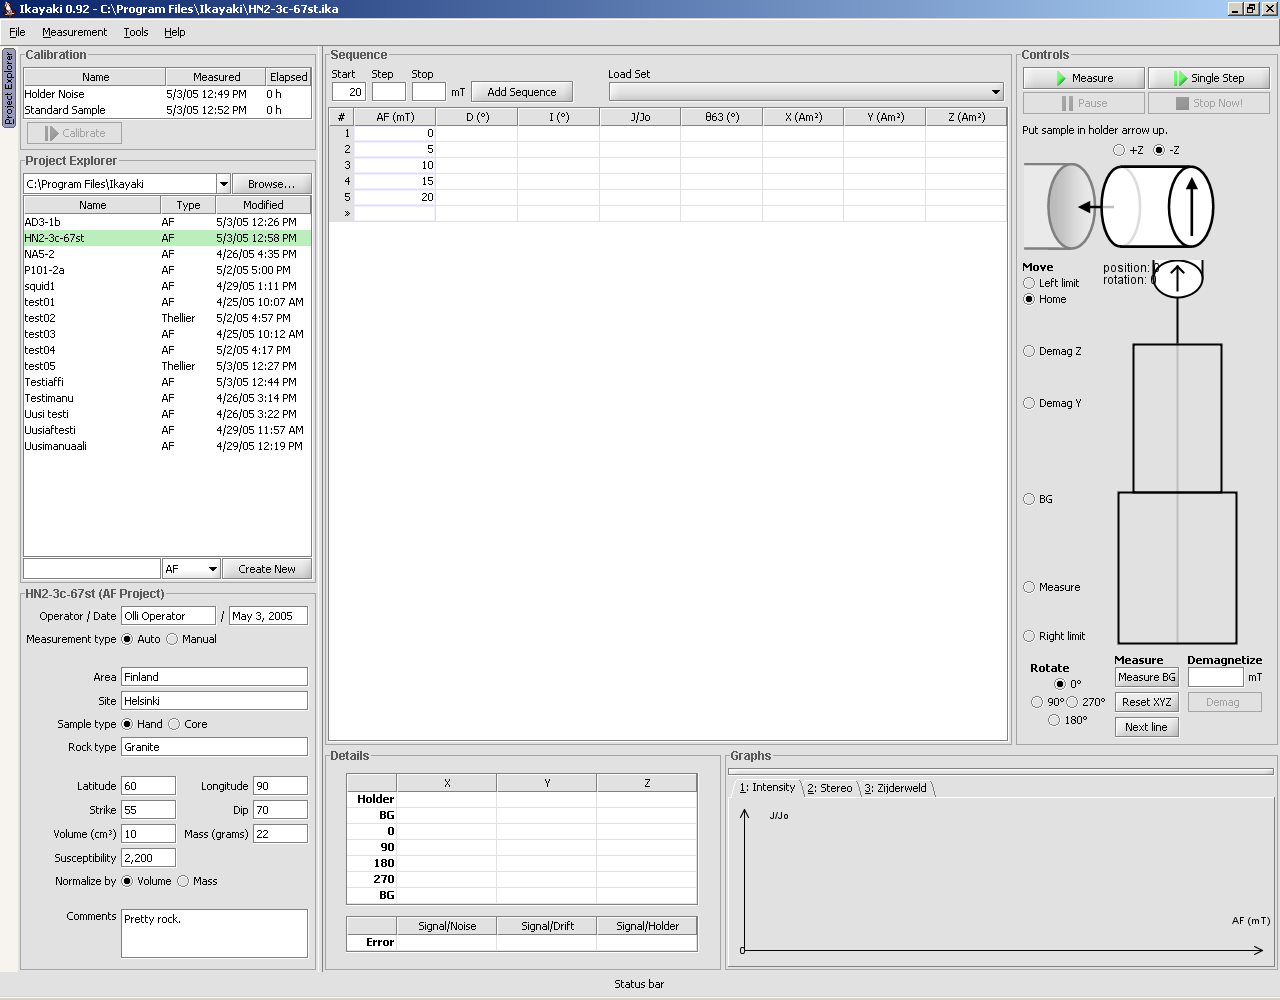 Ikayaki 0.92 - C:\Program Files\Ikayaki\HN2-3c-67st.ika
File Measurement Tools Help
Project Explorer
Calibration
Name Measured Elapsed
Holder Noise 5/3/05 12:49 PM 0 h
Standard Sample 5/3/05 12:52 PM 0 h
Calibrate
Project Explorer
C:\Program Files\Ikayaki Browse...
Name Type Modified
AD3-1b AF 5/3/05 12:26 PM
HN2-3c-67st AF 5/3/05 12:58 PM
NA5-2 AF 4/26/05 4:35 PM
P101-2a AF 5/2/05 5:00 PM
squid1 AF 4/29/05 1:11 PM
test01 AF 4/25/05 10:07 AM
test02 Thellier 5/2/05 4:57 PM
test03 AF 4/25/05 10:12 AM
test04 AF 5/2/05 4:17 PM
test05 Thellier 5/3/05 12:27 PM
Testiaffi AF 5/3/05 12:44 PM
Testimanu AF 4/26/05 3:14 PM
Uusi testi AF 4/26/05 3:22 PM
Uusiaftesti AF 4/29/05 11:57 AM
Uusimanuaali AF 4/29/05 12:19 PM
AF Create New
HN2-3c-67st (AF Project)
Operator / Date Olli Operator / May 3, 2005
Measurement type Auto Manual
Area Finland
Site Helsinki
Sample type Hand Core
Rock type Granite
Latitude 60 Longitude 90
Strike 55 Dip 70
Volume (cm³) 10 Mass (grams) 22
Susceptibility 2,200
Normalize by Volume Mass
Comments Pretty rock.
Sequence
Start Step Stop Load Set
20 mT Add Sequence
# AF (mT) D (°) I (°) J/Jo θ63 (°) X (Am²) Y (Am²) Z (Am²)
1 0
2 5
3 10
4 15
5 20
»
Details
X Y Z
Holder
BG
0
90
180
270
BG
Signal/Noise Signal/Drift Signal/Holder
Error
Graphs
1: Intensity 2: Stereo 3: Zijderweld
J/Jo
AF (mT)
0
Controls
Measure Single Step
Pause Stop Now!
Put sample in holder arrow up.
+Z -Z
Move position: 0
Left limit rotation: 0
Home
Demag Z
Demag Y
BG
Measure
Right limit
Rotate Measure Demagnetize
0° Measure BG mT
90° 270° Reset XYZ Demag
180° Next line
Status bar